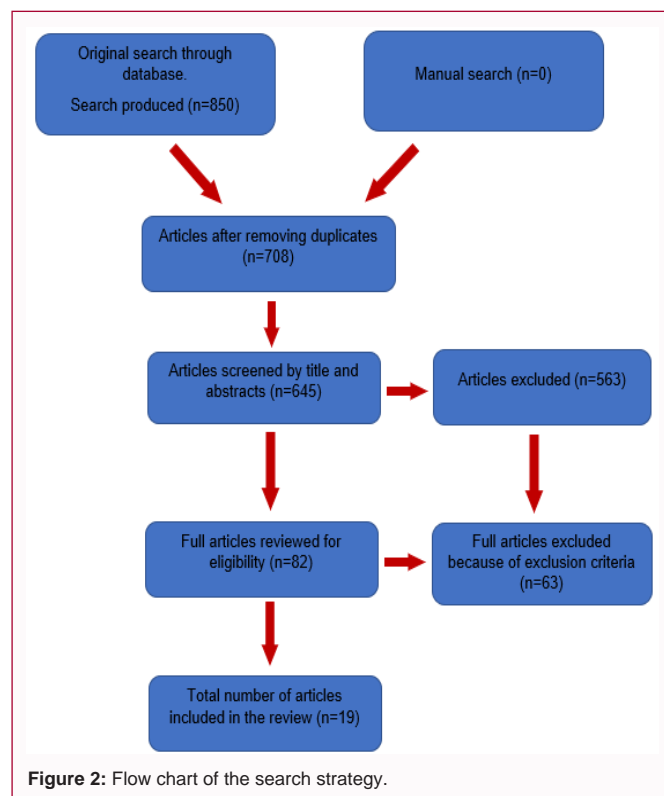 Original search through
database.
Search produced (n=850)
Manual search (n=0)
Articles after removing duplicates
(n=708)
Articles screened by title and
abstracts (n=645)
Articles excluded (n=563)
Full articles reviewed for
eligibility (n=82)
Full articles excluded
because of exclusion criteria
(n=63)
Total number of articles
included in the review (n=19)
Figure 2: Flow chart of the search strategy.